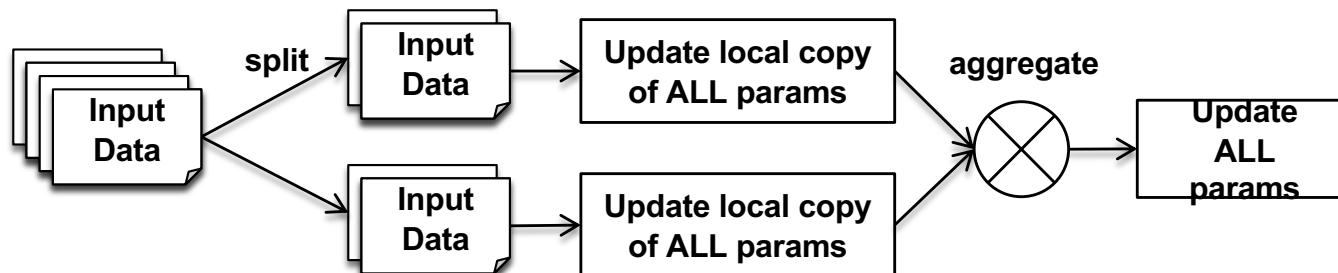 Input
Data
split
Input
Data
Update local copy
of ALL params
Input
Data
Update local copy
of ALL params
aggregate
Update
ALL
params